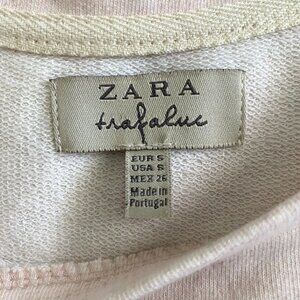 ZARA
trafaluc
EUR S
USA S
MEX 26
Made in
Portugal